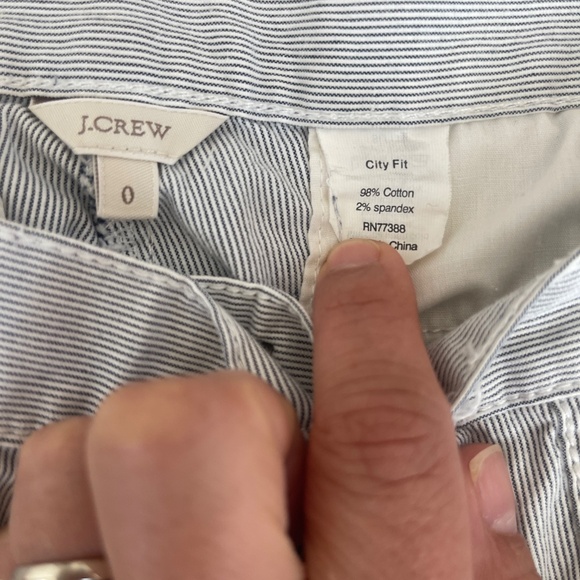 J.CREW
0
City Fit
98% Cotton
2% spandex
RN77388
China